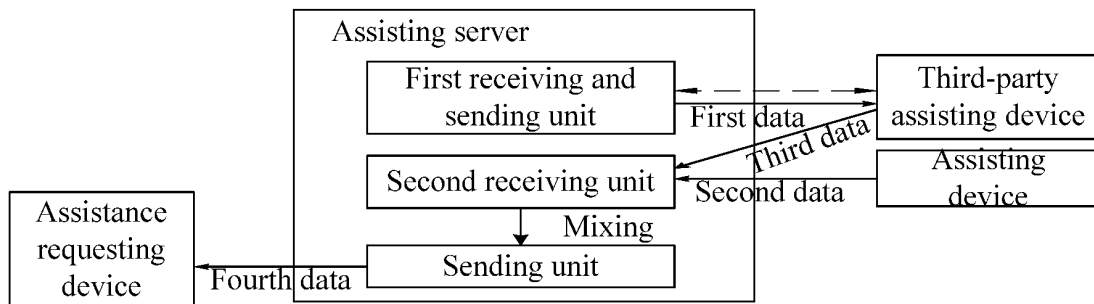 Assisting server
First receiving and
sending unit
Third-party
assisting device
First data
Third data
Second receiving unit
Second data
Assisting
device
Mixing
Assistance
requesting
device
Fourth data
Sending unit